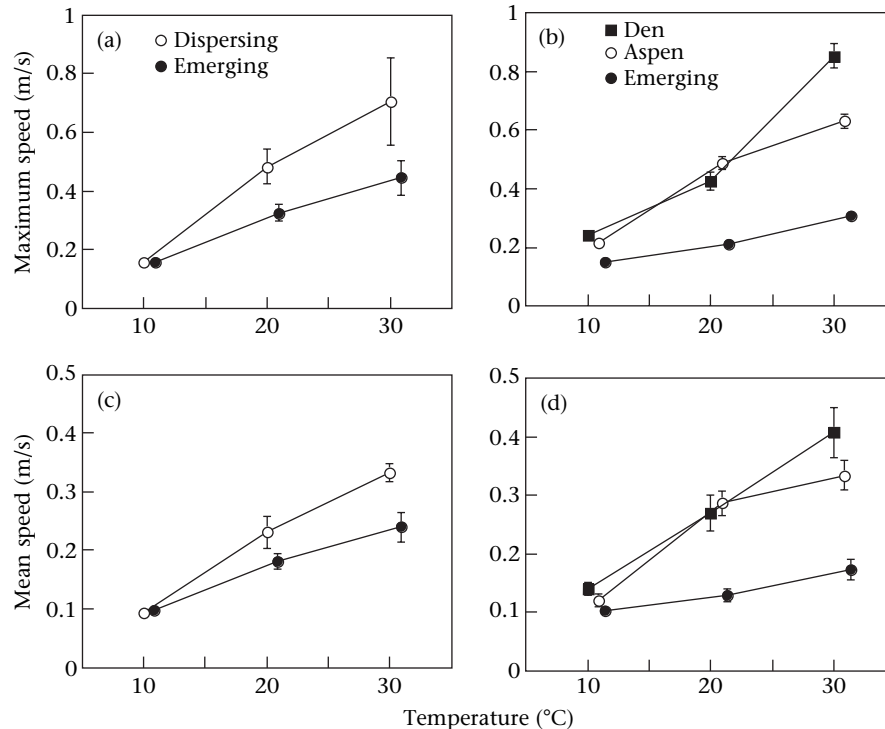 (a)
Dispersing
Emerging
Maximum speed (m/s)
1
0.8
0.6
0.4
0.2
0
10 20 30
(b)
Den
Aspen
Emerging
1
0.8
0.6
0.4
0.2
0
10 20 30
(c)
Mean speed (m/s)
0.5
0.4
0.3
0.2
0.1
0
10 20 30
(d)
0.5
0.4
0.3
0.2
0.1
0
10 20 30
Temperature (°C)